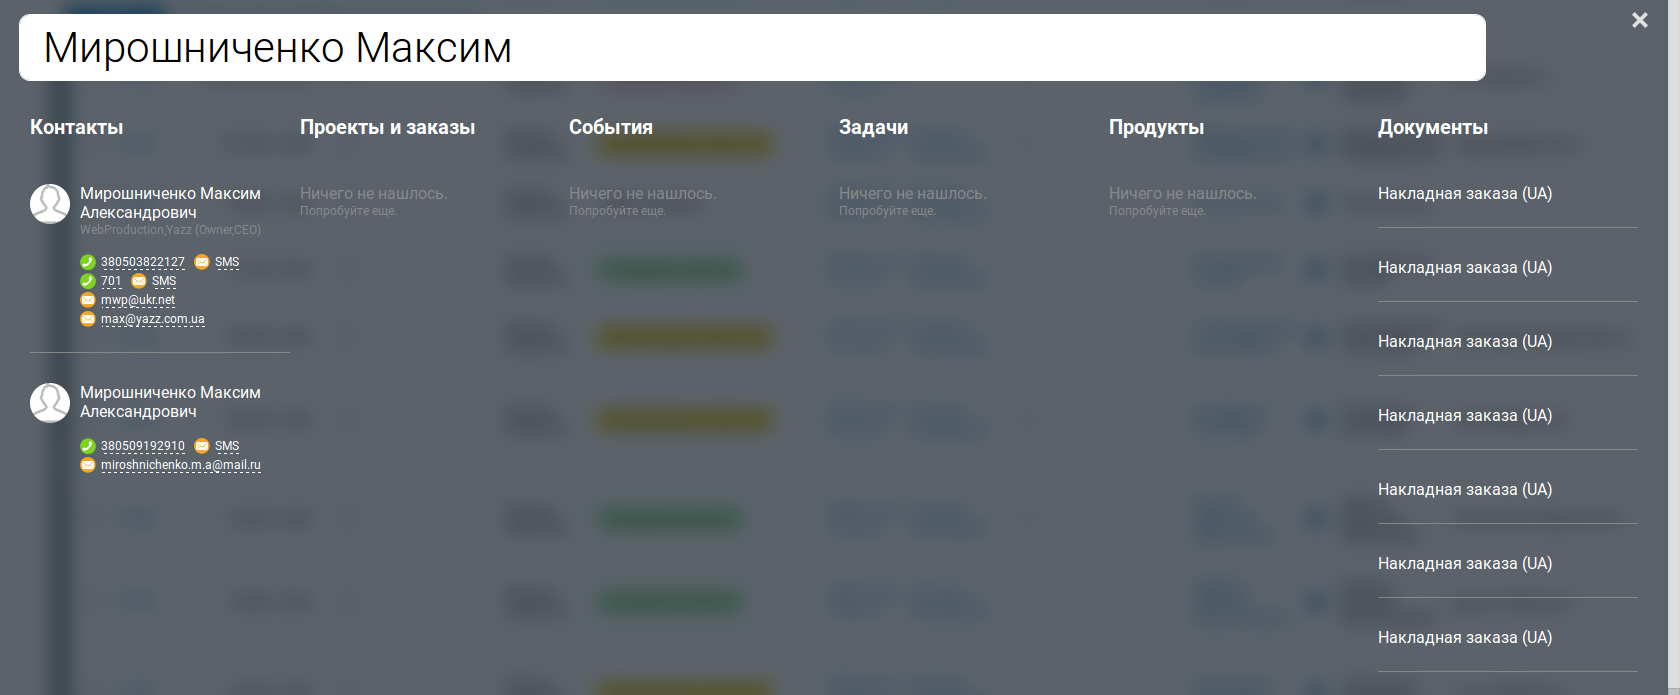 Мирошниченко Максим
Контакты
Мирошниченко Максим
Александрович
WebProduction,Yazz (Owner,CEO)
380503822127 SMS
701 SMS
mwp@ukr.net
max@yazz.com.ua
Мирошниченко Максим
Александрович
380509192910 SMS
miroshnichenko.m.a@mail.ru
Проекты и заказы
Ничего не нашлось.
Попробуйте еще.
События
Ничего не нашлось.
Попробуйте еще.
Задачи
Ничего не нашлось.
Попробуйте еще.
Продукты
Ничего не нашлось.
Попробуйте еще.
Документы
Накладная заказа (UA)
Накладная заказа (UA)
Накладная заказа (UA)
Накладная заказа (UA)
Накладная заказа (UA)
Накладная заказа (UA)
Накладная заказа (UA)